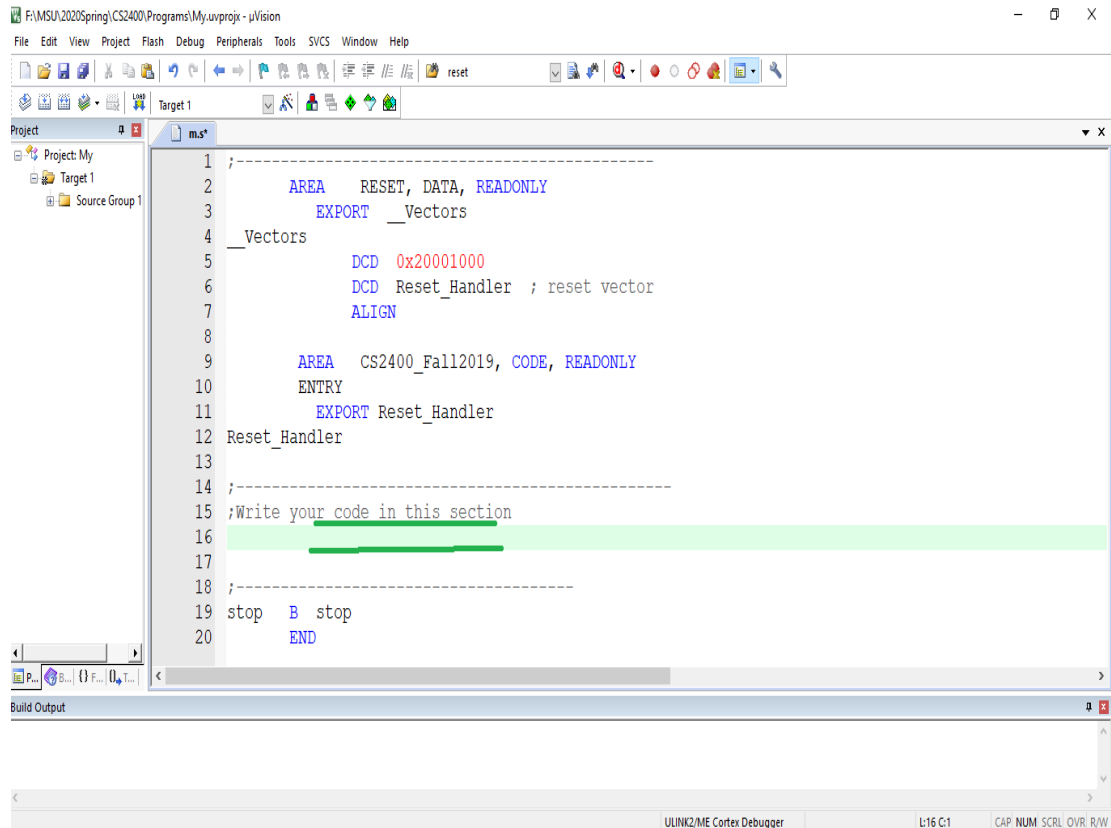 F:\MSU\2020Spring\CS2400\Programs\My.uvprojx - µVision
File Edit View Project Flash Debug Peripherals Tools SVCS Window Help
reset
LOAD
Target 1
Project
m.s*
Project: My
Target 1
Source Group 1
1 ;-----------------------------------------------
2 AREA RESET, DATA, READONLY
3 EXPORT __Vectors
4 __Vectors
5 DCD 0x20001000
6 DCD Reset_Handler ; reset vector
7 ALIGN
8
9 AREA CS2400_Fall2019, CODE, READONLY
10 ENTRY
11 EXPORT Reset_Handler
12 Reset_Handler
13
14 ;-------------------------------------------------
15 ;Write your code in this section
16
17
18 ;--------------------------------------
19 stop B stop
20 END
P... B... {} F... 0 T...
Build Output
ULINK2/ME Cortex Debugger L:16 C:1 CAP NUM SCRL OVR R/W